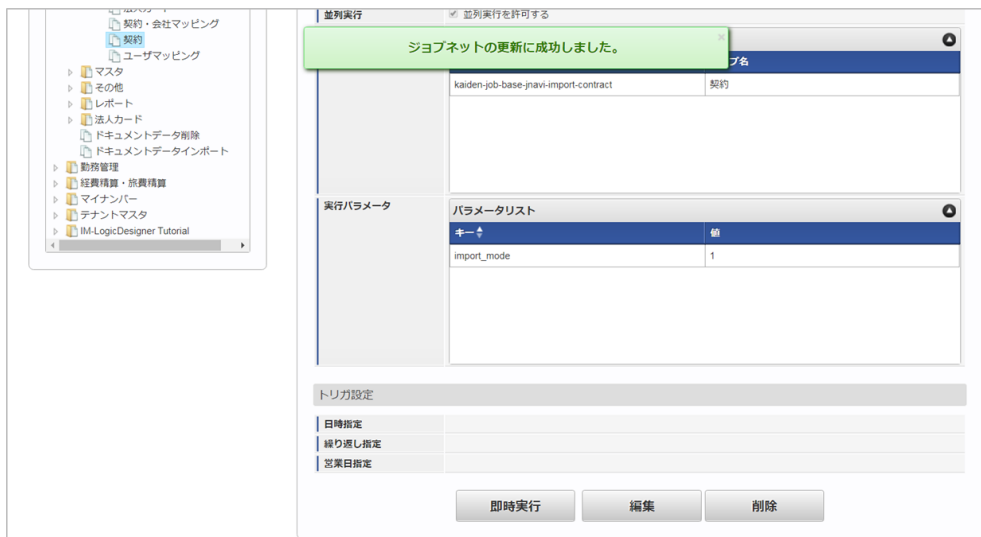 契約・会社マッピング
契約
ユーザマッピング
マスタ
その他
レポート
法人カード
ドキュメントデータ削除
ドキュメントデータインポート
勤務管理
経費精算・旅費精算
マイナンバー
テナントマスタ
IM-LogicDesigner Tutorial
並列実行
並列実行を許可する
ジョブネットの更新に成功しました。
×
ブ名
kaiden-job-base-jnavi-import-contract
契約
実行パラメータ
パラメータリスト
キー
値
import_mode
1
トリガ設定
日時指定
繰り返し指定
営業日指定
即時実行
編集
削除